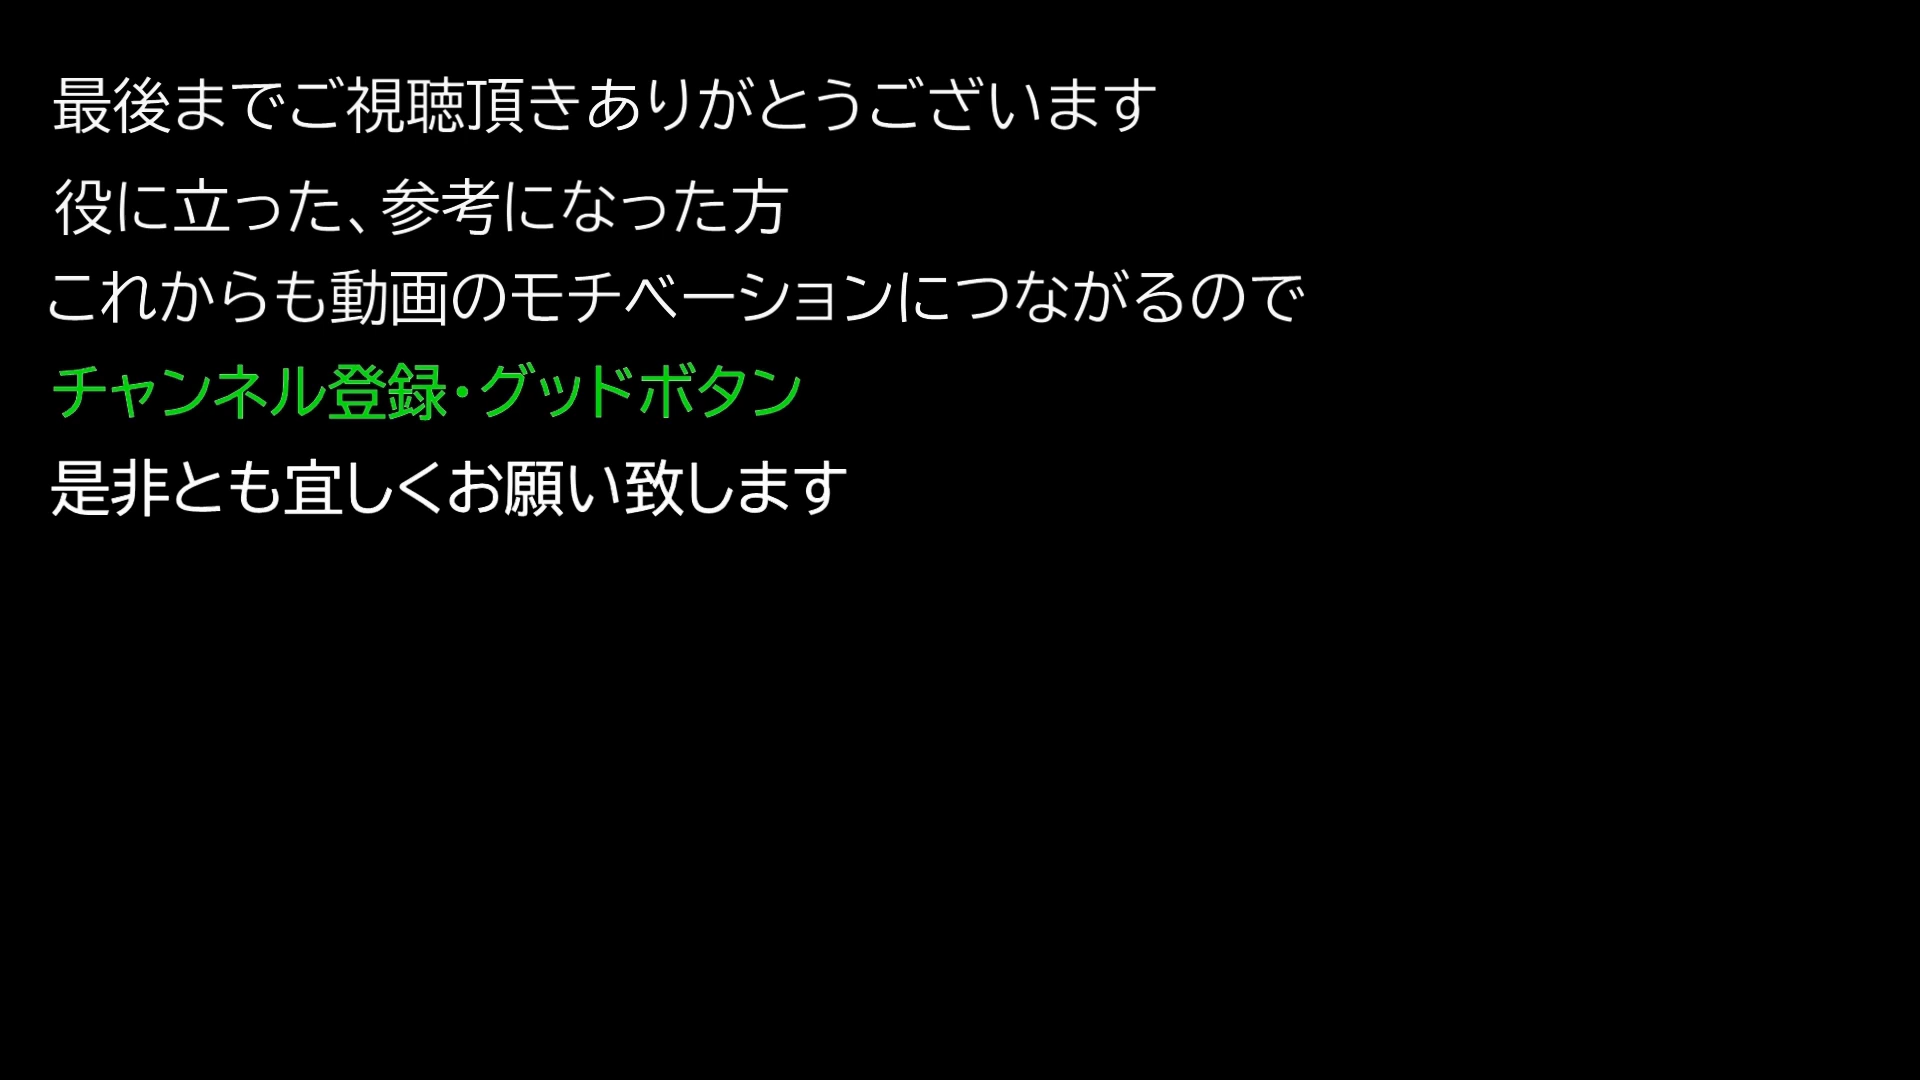 最後までご視聴頂きありがとうございます
役に立った、参考になった方
これからも動画のモチベーションにつながるので
チャンネル登録・グッドボタン
是非とも宜しくお願い致します